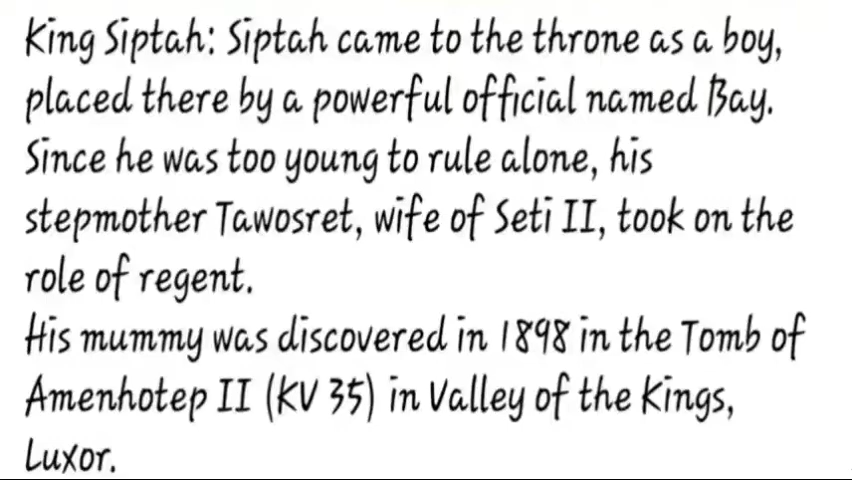 King Siptah: Siptah came to the throne as a boy,
placed there by a powerful official named Bay.
Since he was too young to rule alone, his
stepmother Tawosret, wife of Seti II, took on the
role of regent.
His mummy was discovered in 1898 in the Tomb of
Amenhotep II (KV 35) in Valley of the Kings,
Luxor.